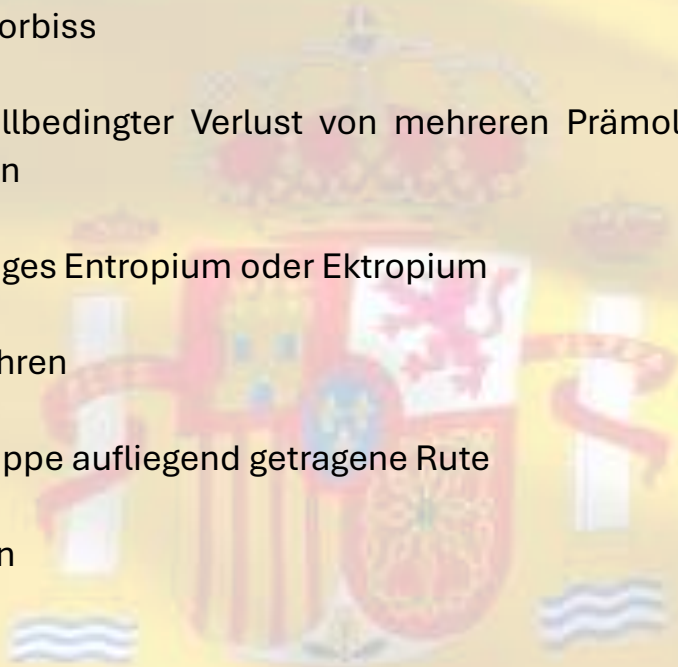 orbiss
llbedingter Verlust von mehreren Prämol
n
ges Entropium oder Ektropium
hren
ppe aufliegend getragene Rute
n